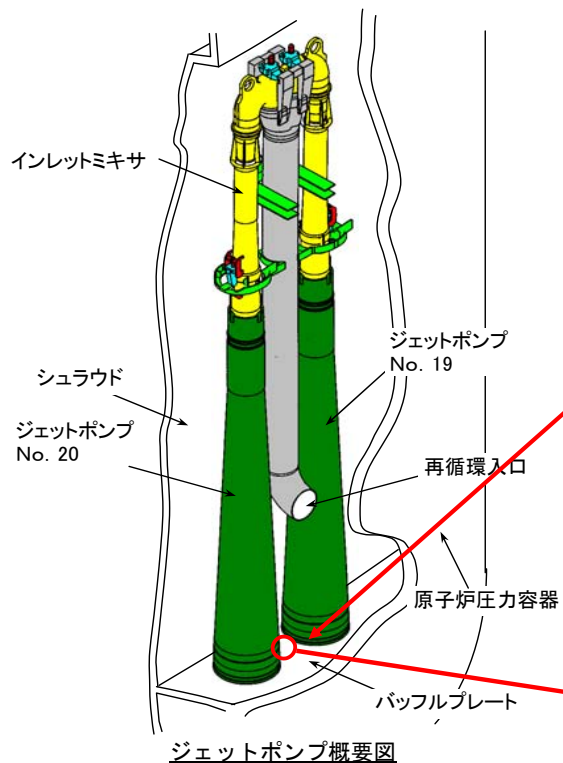 インレットミキサ
ジェットポンプ
No. 19
シュラウド
ジェットポンプ
No. 20
再循環入口
原子炉圧力容器
バッフルプレート
ジェットポンプ概要図